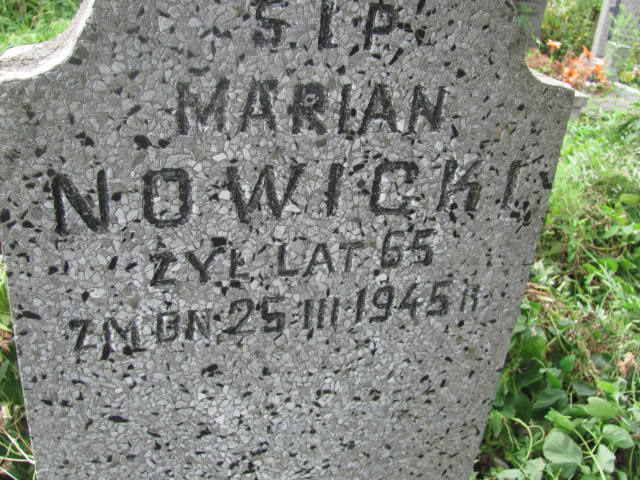 Ś P
MARIAN
NOWICKI
ŻYŁ LAT 65
ZM DN 25 III 1945 R